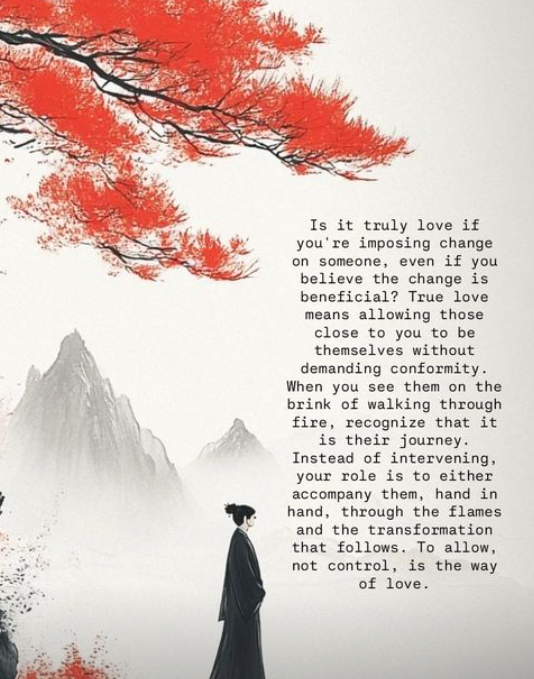 Is it truly love if
you're imposing change
on someone, even if you
believe the change is
beneficial? True love
means allowing those
close to you to be
themselves without
demanding conformity.
When you see them on the
brink of walking through
fire, recognize that it
is their journey.
Instead of intervening,
your role is to either
accompany them, hand in
hand, through the flames
and the transformation
that follows. To allow,
not control, is the way
of love.